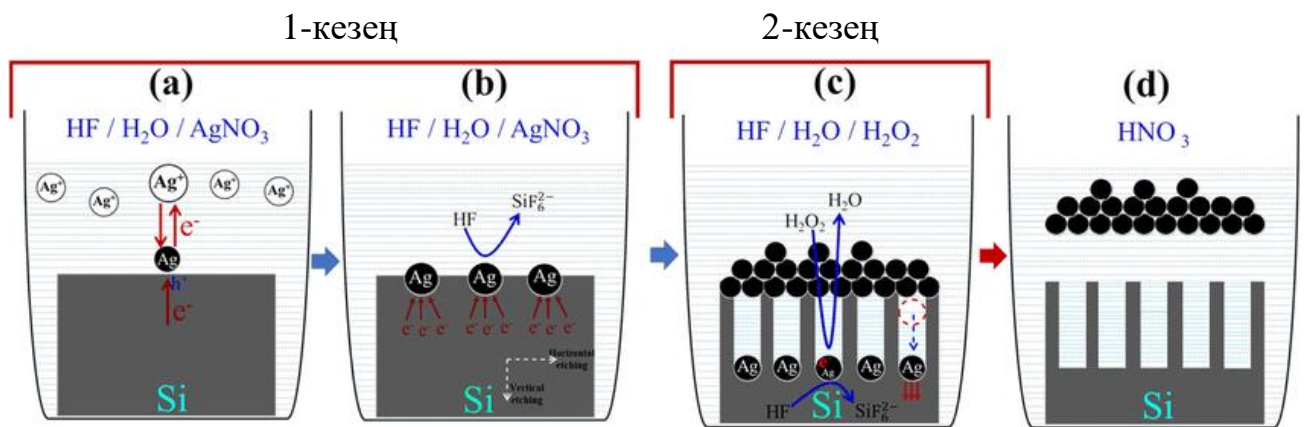 1-кезең
2-кезең
(a)
HF / H₂O / AgNO₃
Ag⁺
Ag⁺
Ag⁺
Ag⁺
Ag⁺
e⁻
Ag
h⁺
e⁻
Si
(b)
HF / H₂O / AgNO₃
HF
SiF₆²⁻
Ag
Ag
Ag
e⁻ e⁻ e⁻
e⁻ e⁻ e⁻
e⁻ e⁻ e⁻
Horizontal
etching
Vertical
etching
Si
(c)
HF / H₂O / H₂O₂
H₂O
H₂O₂
Ag
Ag
e
Ag
Ag
Ag
HF
Si
SiF₆²⁻
(d)
HNO₃
Si